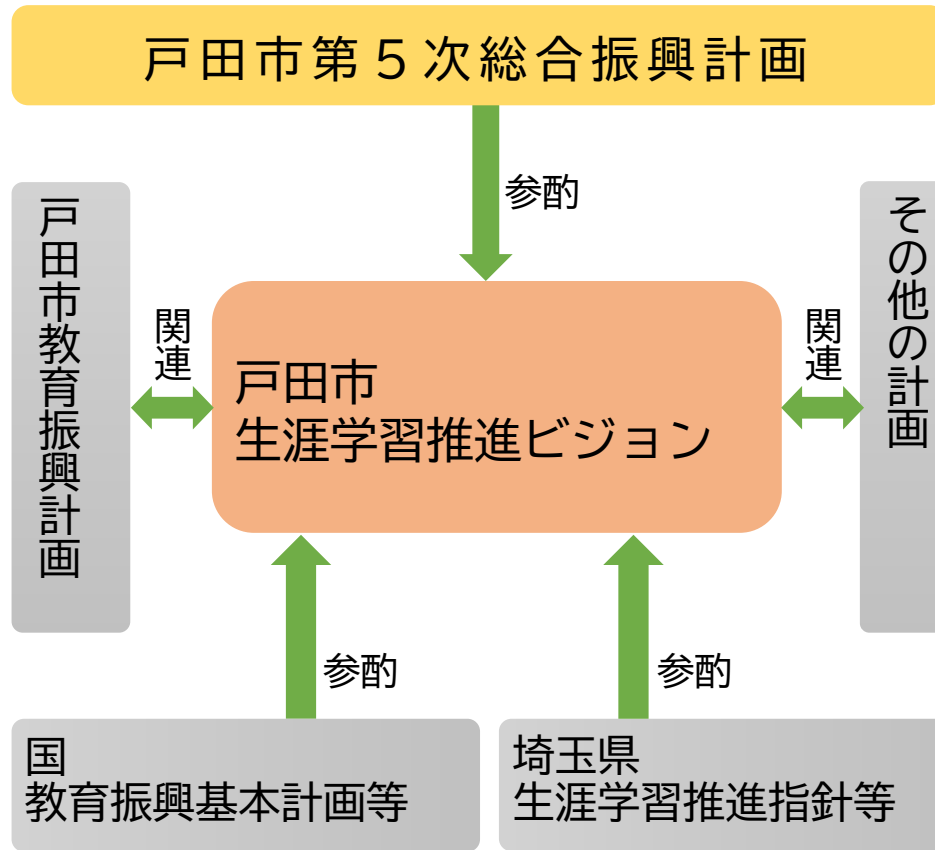 戸田市第５次総合振興計画
参酌
戸田市教育振興計画
関連
戸田市
生涯学習推進ビジョン
関連
その他の計画
参酌
参酌
国
教育振興基本計画等
埼玉県
生涯学習推進指針等